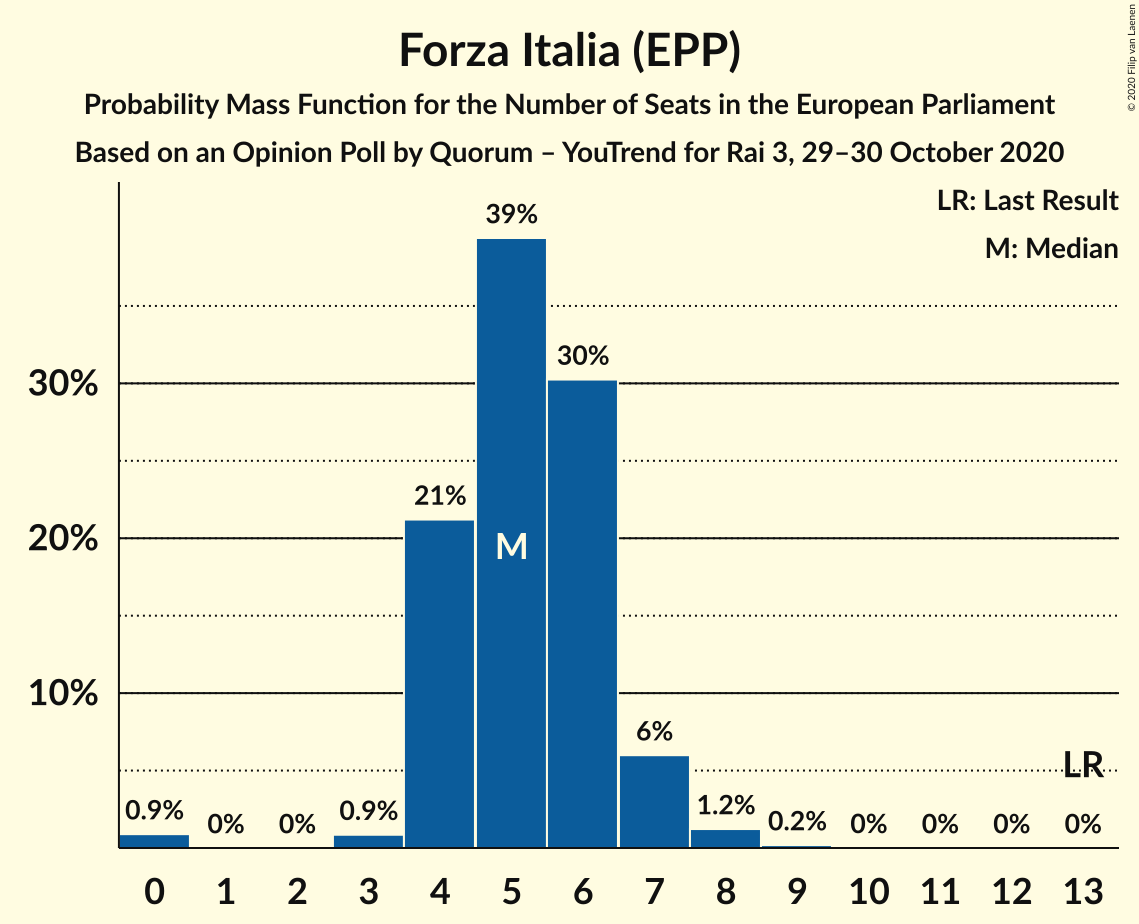 Forza Italia (EPP)
Probability Mass Function for the Number of Seats in the European Parliament
Based on an Opinion Poll by Quorum – YouTrend for Rai 3, 29–30 October 2020
© 2020 Filip van Laenen
LR: Last Result
M: Median
39%
30%
30%
21%
20%
M
10%
6%
LR
0.9%
0%
0%
0.9%
1.2%
0.2%
0%
0%
0%
0%
0 1 2 3 4 5 6 7 8 9 10 11 12 13